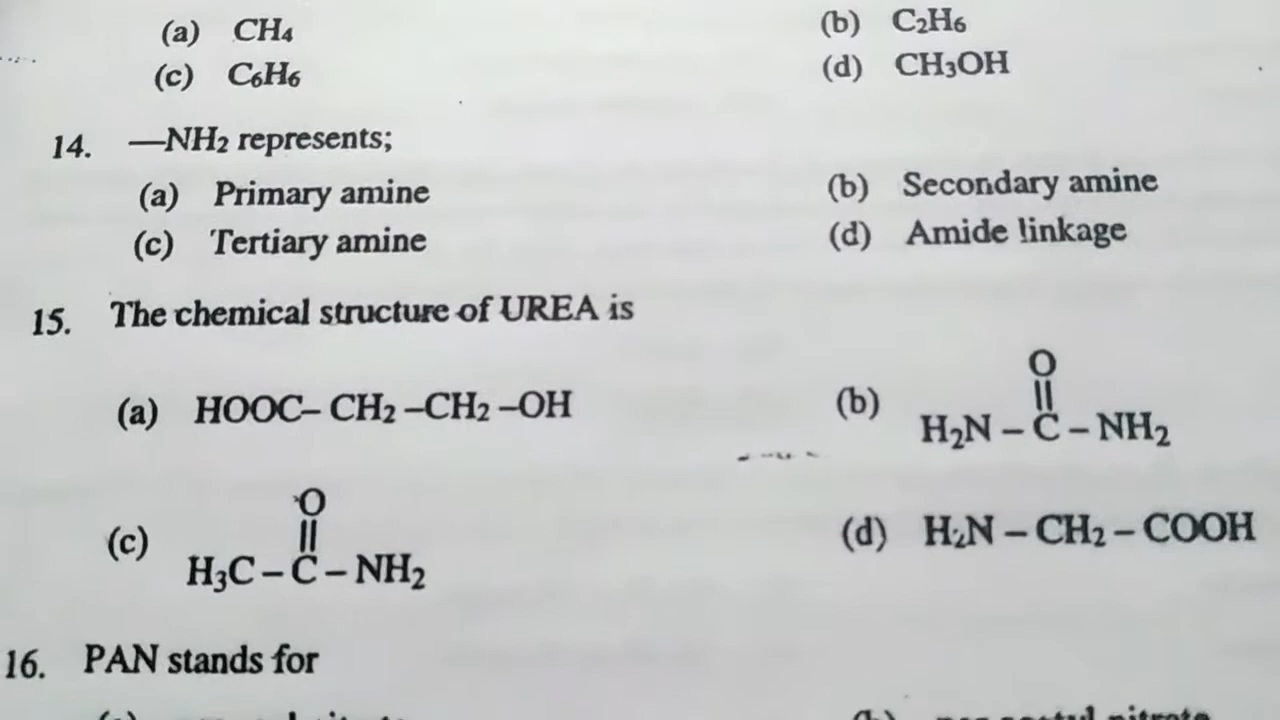 (a) CH₄ (b) C₂H₆
(c) C₆H₆ (d) CH₃OH
14. —NH₂ represents;
(a) Primary amine (b) Secondary amine
(c) Tertiary amine (d) Amide linkage
15. The chemical structure of UREA is
(a) HOOC– CH₂ –CH₂ –OH (b)
O
||
H₂N – C – NH₂
(c)
O
||
H₃C – C – NH₂
(d) H₂N – CH₂ – COOH
16. PAN stands for